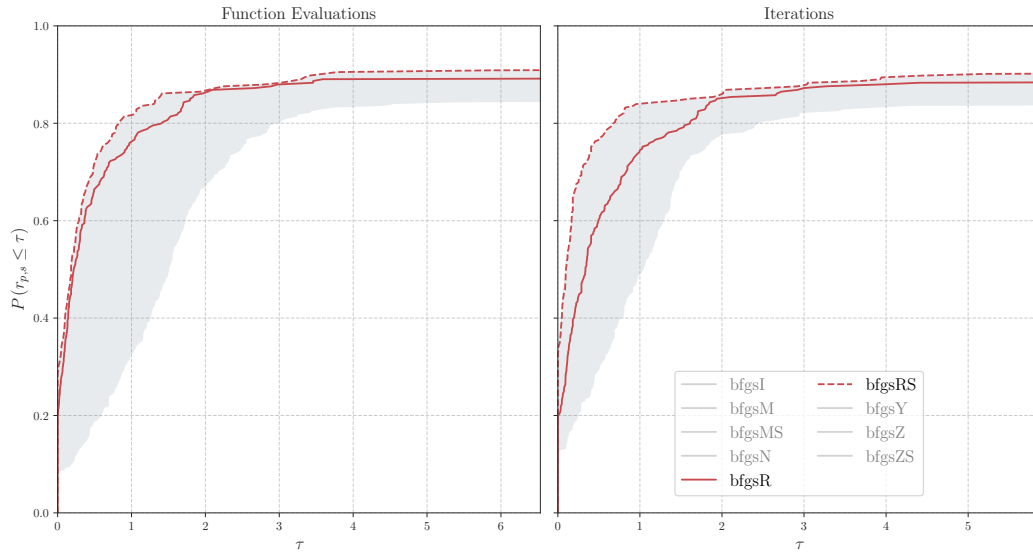 Function Evaluations
Iterations
1.0
0.8
0.6
0.4
0.2
0.0
P (r_{p,s} ≤ τ)
0 1 2 3 4 5 6
0 1 2 3 4 5
τ
τ
bfgsI
bfgsM
bfgsMS
bfgsN
bfgsR
bfgsRS
bfgsY
bfgsZ
bfgsZS